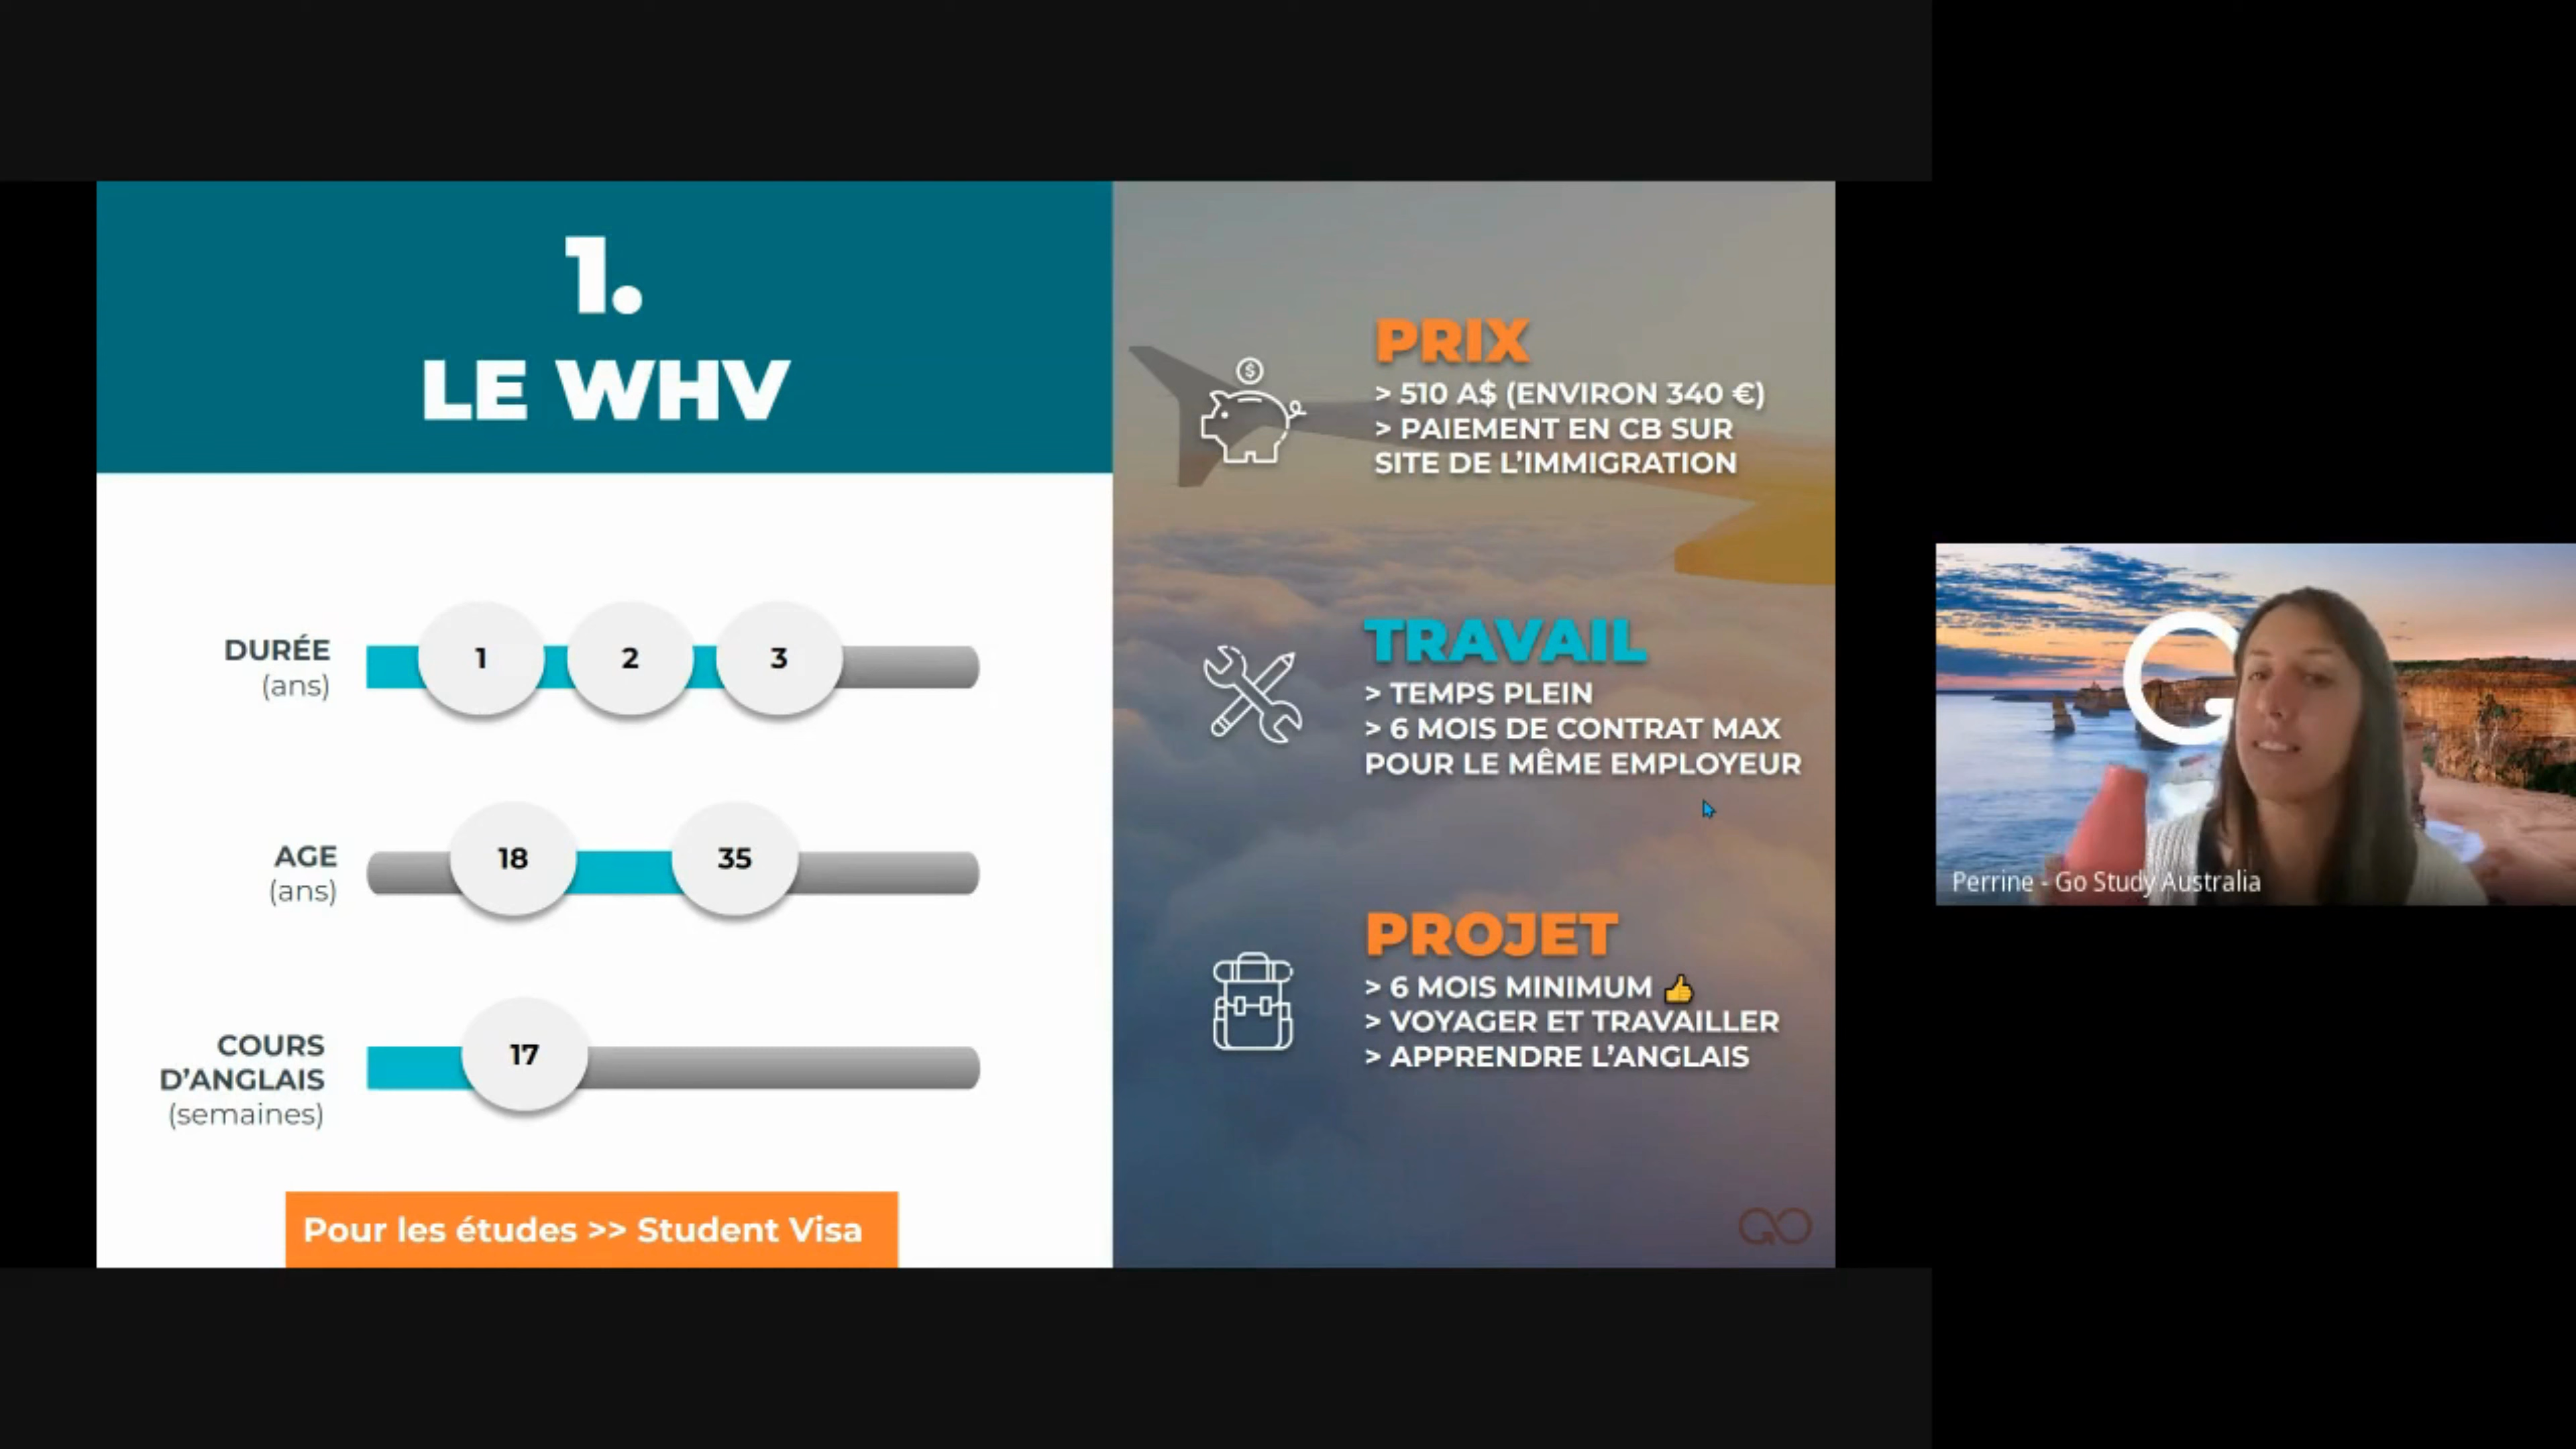 1.
LE WHV
DURÉE
(ans)
1
2
3
AGE
(ans)
18
35
COURS
D'ANGLAIS
(semaines)
17
Pour les études >> Student Visa
PRIX
> 510 A$ (ENVIRON 340 €)
> PAIEMENT EN CB SUR
SITE DE L'IMMIGRATION
TRAVAIL
> TEMPS PLEIN
> 6 MOIS DE CONTRAT MAX
POUR LE MÊME EMPLOYEUR
PROJET
> 6 MOIS MINIMUM 👍
> VOYAGER ET TRAVAILLER
> APPRENDRE L'ANGLAIS
GO
G
Perrine - Go Study Australia